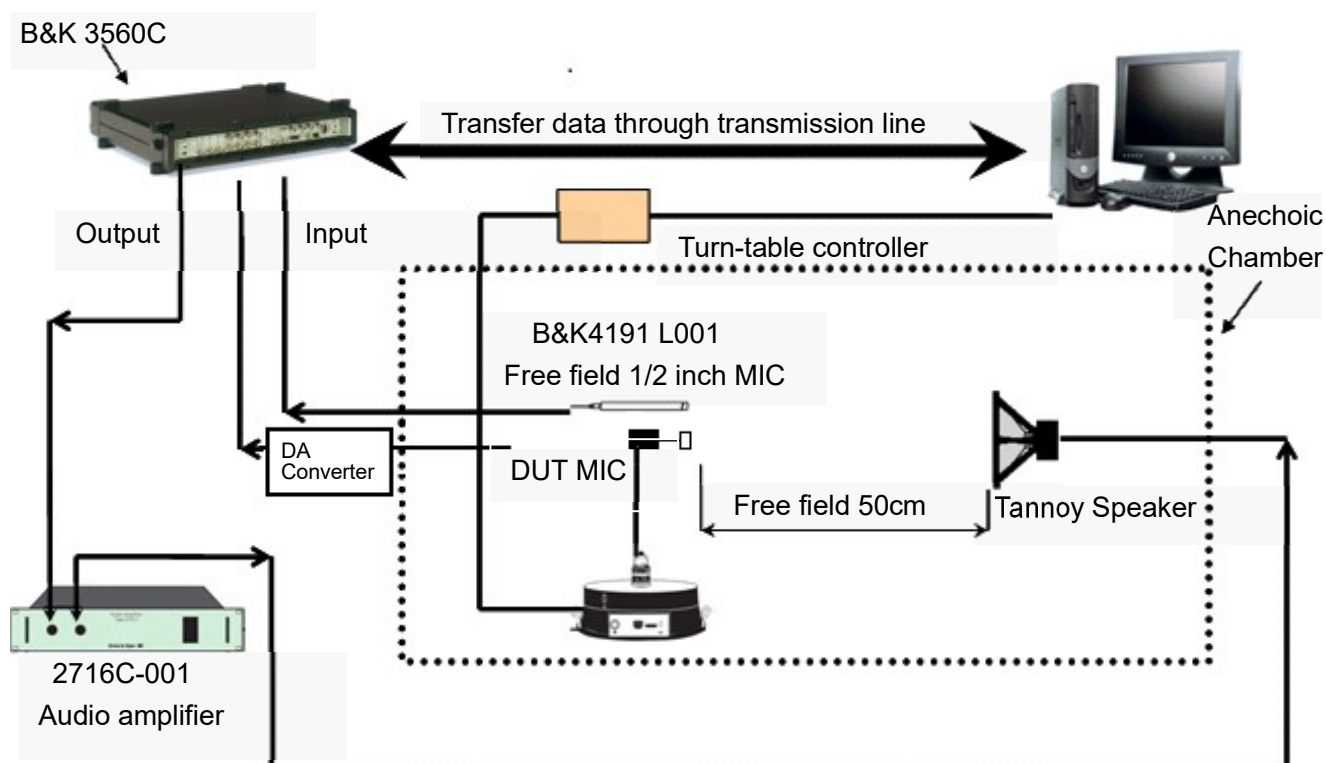 B&K 3560C
Transfer data through transmission line
Output
Input
Turn-table controller
Anechoic
Chamber
B&K4191 L001
Free field 1/2 inch MIC
DA
Converter
DUT MIC
Free field 50cm
Tannoy Speaker
2716C-001
Audio amplifier